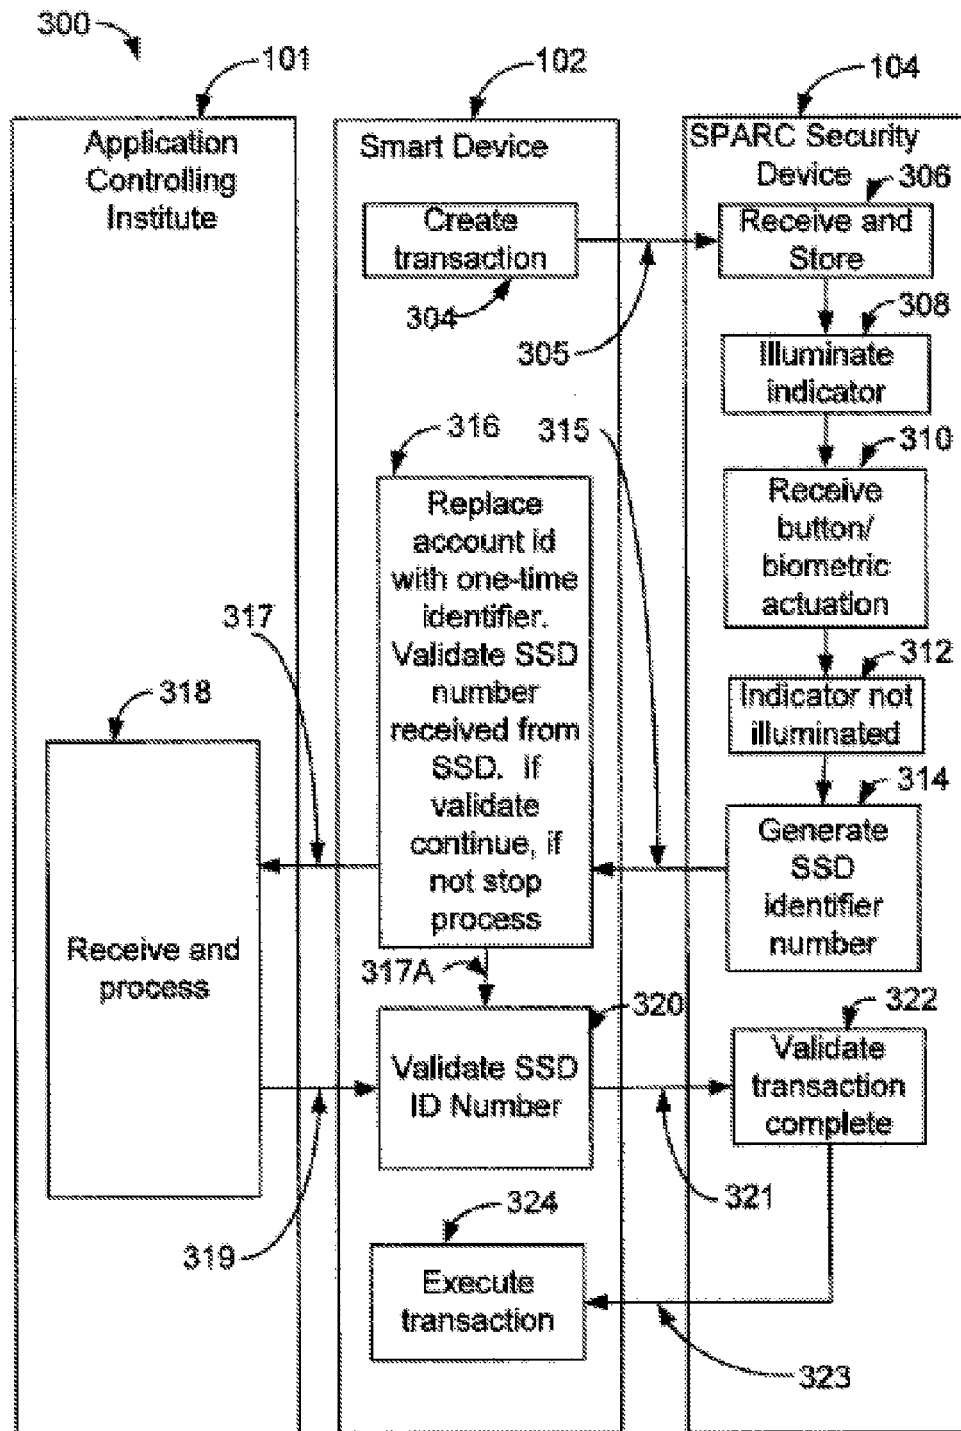 300
101
102
104
Application
Controlling
Institute
Smart Device
SPARC Security
Device
306
Create
transaction
304
305
Receive and
Store
308
Illuminate
indicator
315
310
316
Receive
button/
biometric
actuation
Replace
account id
with one-time
identifier.
Validate SSD
number
received from
SSD. If
validate
continue, if
not stop
process
317
312
Indicator not
illuminated
318
314
Generate
SSD
identifier
number
Receive and
process
317A
320
322
Validate SSD
ID Number
Validate
transaction
complete
319
321
324
Execute
transaction
323